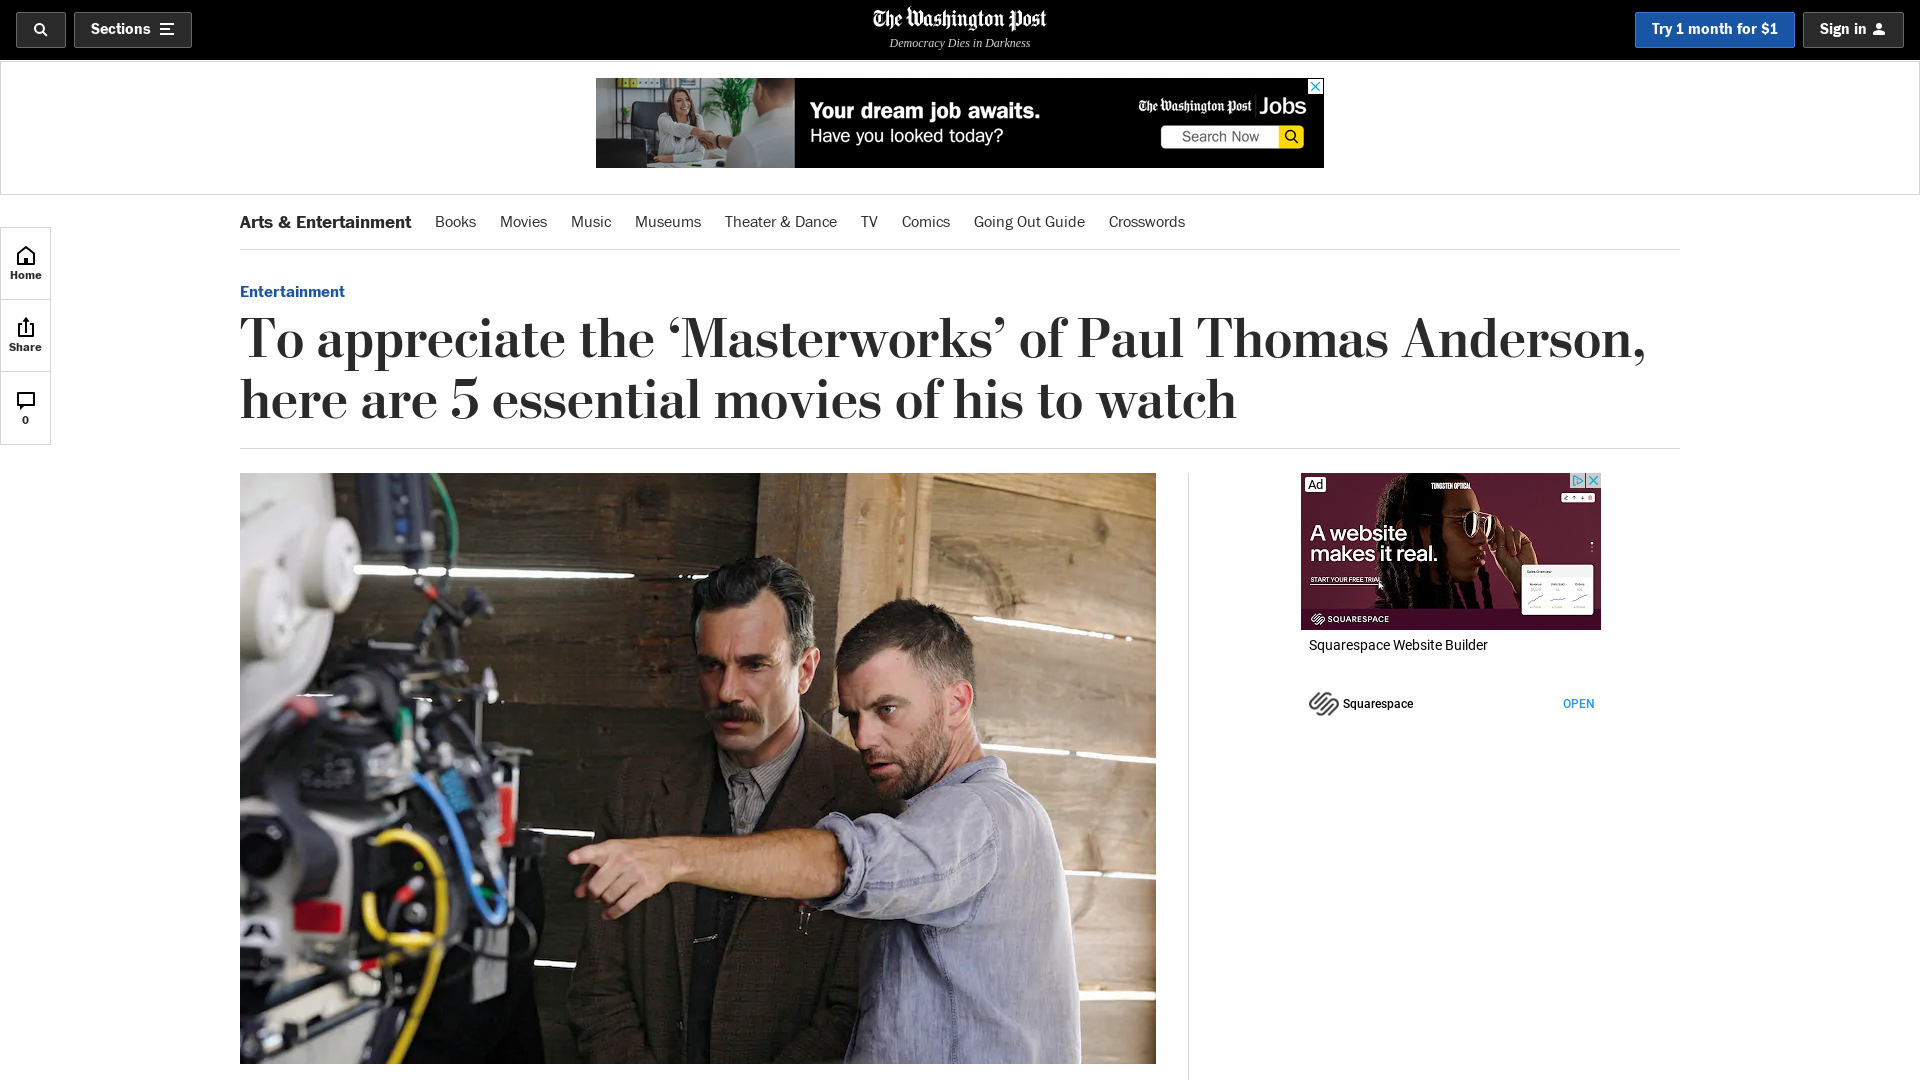 Sections
The Washington Post
Democracy Dies in Darkness
Try 1 month for $1
Sign in
Your dream job awaits.
Have you looked today?
The Washington Post Jobs
Search Now
Arts & Entertainment Books Movies Music Museums Theater & Dance TV Comics Going Out Guide Crosswords
Home
Share
0
Entertainment
To appreciate the ‘Masterworks’ of Paul Thomas Anderson,
here are 5 essential movies of his to watch
Ad
TUNGSTEN OPTICAL
A website
makes it real.
START YOUR FREE TRIAL
Sales Overview
SQUARESPACE
Squarespace Website Builder
Squarespace
OPEN